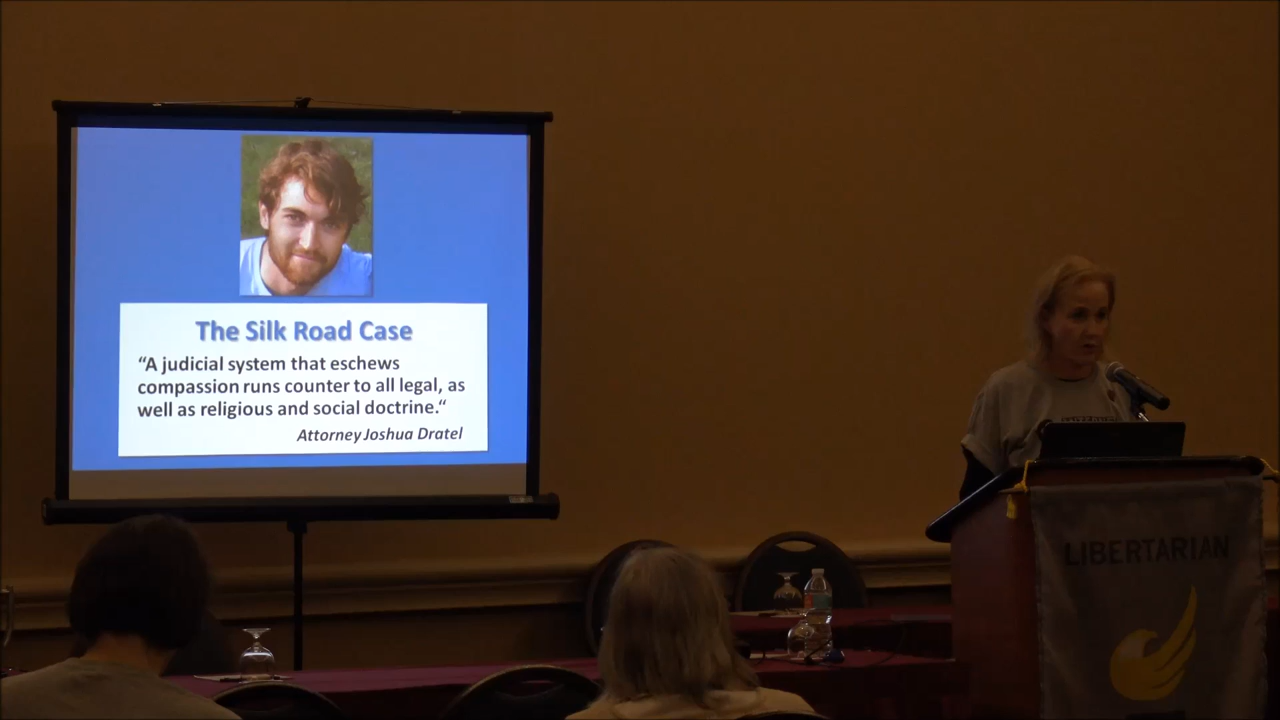 The Silk Road Case
“A judicial system that eschews
compassion runs counter to all legal, as
well as religious and social doctrine.“
Attorney Joshua Dratel
LIBERTARIAN